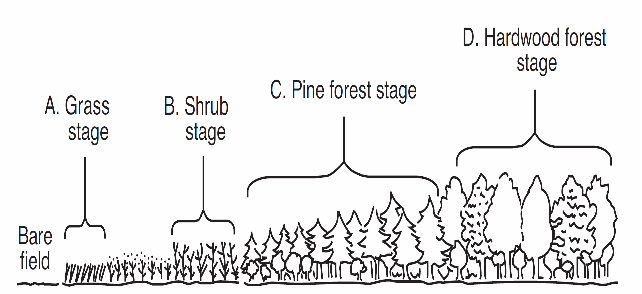 D. Hardwood forest
stage
C. Pine forest stage
A. Grass
stage
B. Shrub
stage
Bare
field